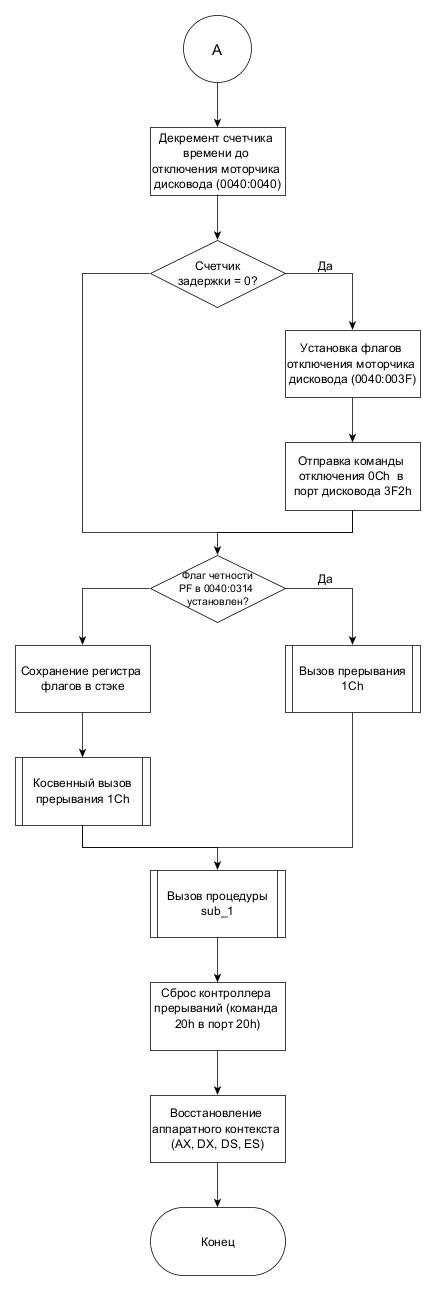 A
Декремент счетчика
времени до
отключения моторчика
дисковода (0040:0040)
Счетчик
задержки = 0?
Да
Установка флагов
отключения моторчика
дисковода (0040:003F)
Отправка команды
отключения 0Ch в
порт дисковода 3F2h
Флаг четности
PF в 0040:0314
установлен?
Да
Сохранение регистра
флагов в стэке
Вызов прерывания
1Ch
Косвенный вызов
прерывания 1Ch
Вызов процедуры
sub_1
Сброс контроллера
прерываний (команда
20h в порт 20h)
Восстановление
аппаратного контекста
(AX, DX, DS, ES)
Конец